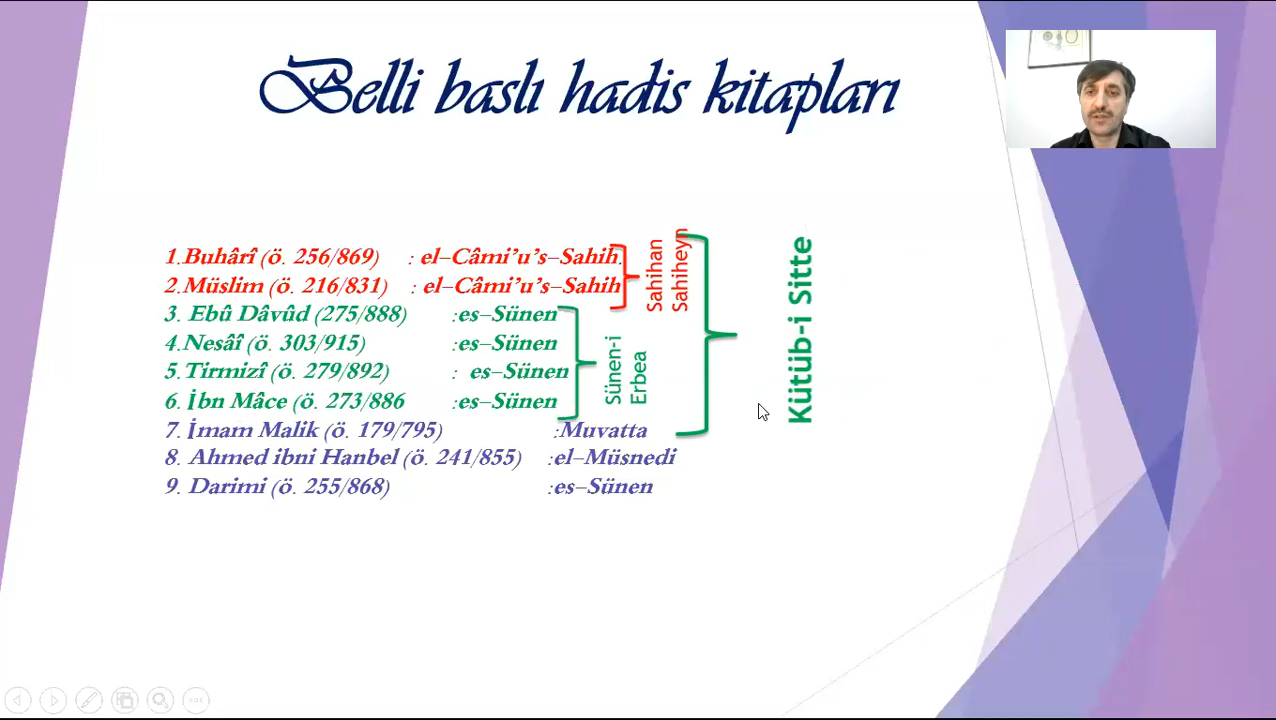 Belli baslı hadis kitapları
1.Buhârî (ö. 256/869) : el-Câmi’u’s-Sahih.
2.Müslim (ö. 216/831) : el-Câmi’u’s-Sahih
3. Ebû Dâvûd (275/888) :es-Sünen
4.Nesâî (ö. 303/915) :es-Sünen
5.Tirmizî (ö. 279/892) : es-Sünen
6. İbn Mâce (ö. 273/886 :es-Sünen
7. İmam Malik (ö. 179/795) :Muvatta
8. Ahmed ibni Hanbel (ö. 241/855) :el-Müsnedi
9. Darimi (ö. 255/868) :es-Sünen
Sahihan
Sahiheyn
Sünen-i
Erbea
Kütüb-i Sitte